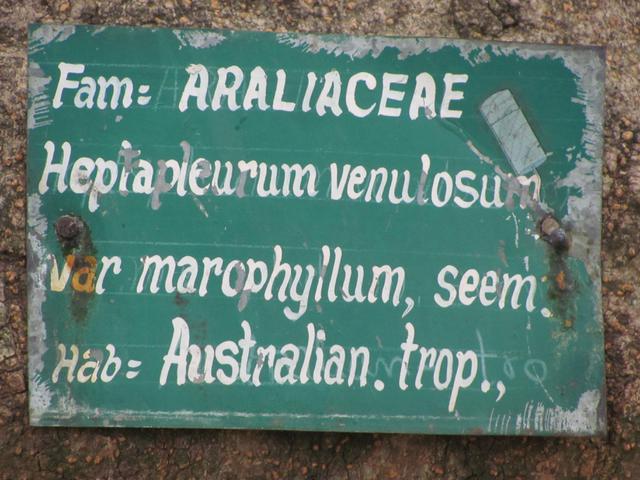 Fam: ARALIACEAE
Heptapleurum venulosum
var marophyllum, seem.
Hab: Australian. trop.,